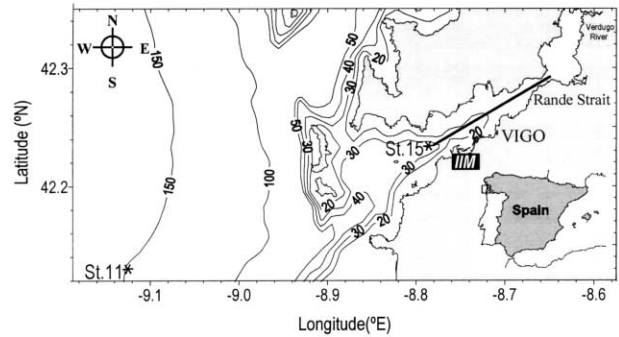 N
W E
S
Verdugo
River
Rande Strait
VIGO
IIM
St.15*
St.11*
Spain
150
150
100
50
40
30
20
50
30
30
20
40
30
20
30
20
42.3
42.2
Latitude (ºN)
-9.1 -9.0 -8.9 -8.8 -8.7 -8.6
Longitude(ºE)